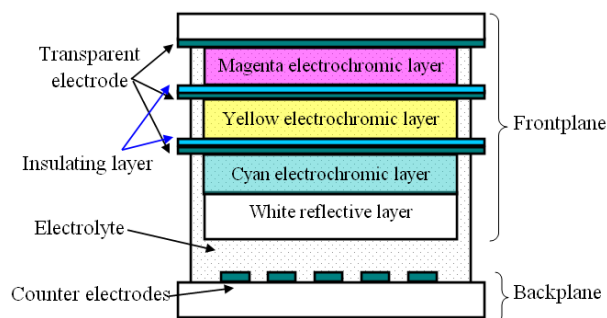 Transparent
electrode
Magenta electrochromic layer
Yellow electrochromic layer
Frontplane
Insulating layer
Cyan electrochromic layer
White reflective layer
Electrolyte
Counter electrodes
Backplane